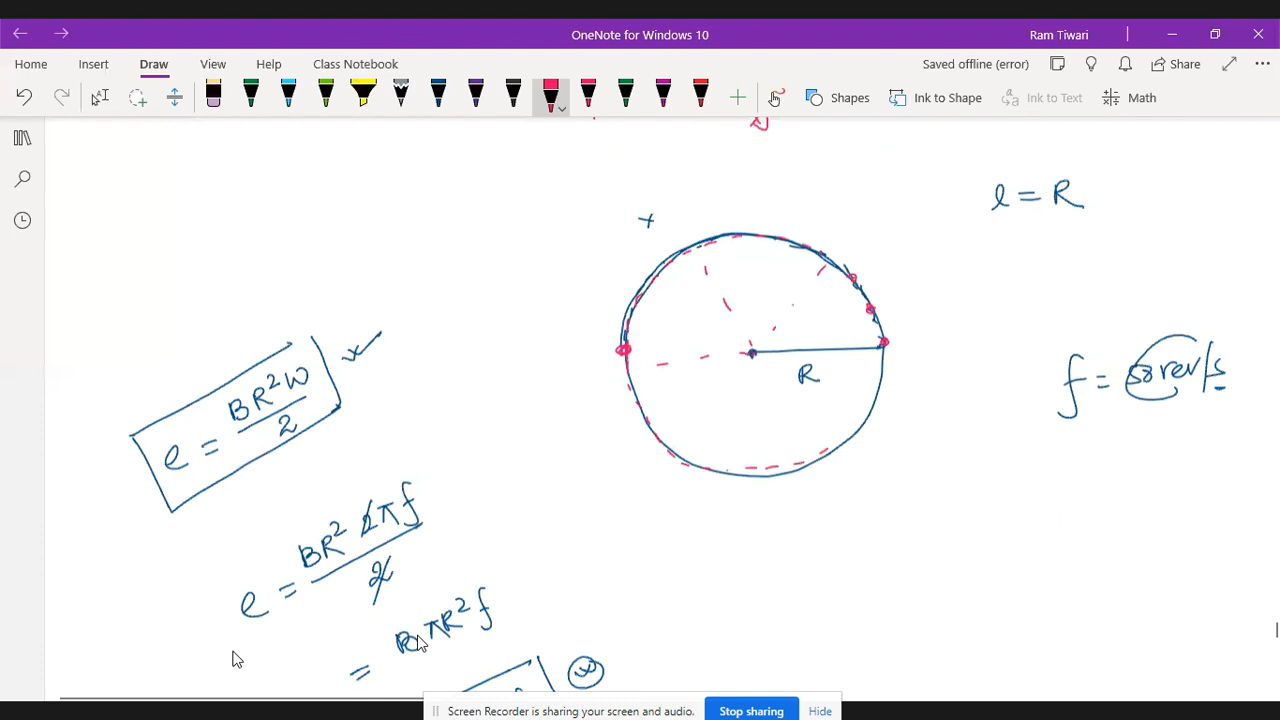 OneNote for Windows 10
Ram Tiwari
Home Insert Draw View Help Class Notebook
Saved offline (error) Share
Shapes Ink to Shape Ink to Text Math
l = R
x
R
f = rev/s
e = BR²ω/2
e = BR² 2πf/2
= BπR²f
Screen Recorder is sharing your screen and audio. Stop sharing Hide